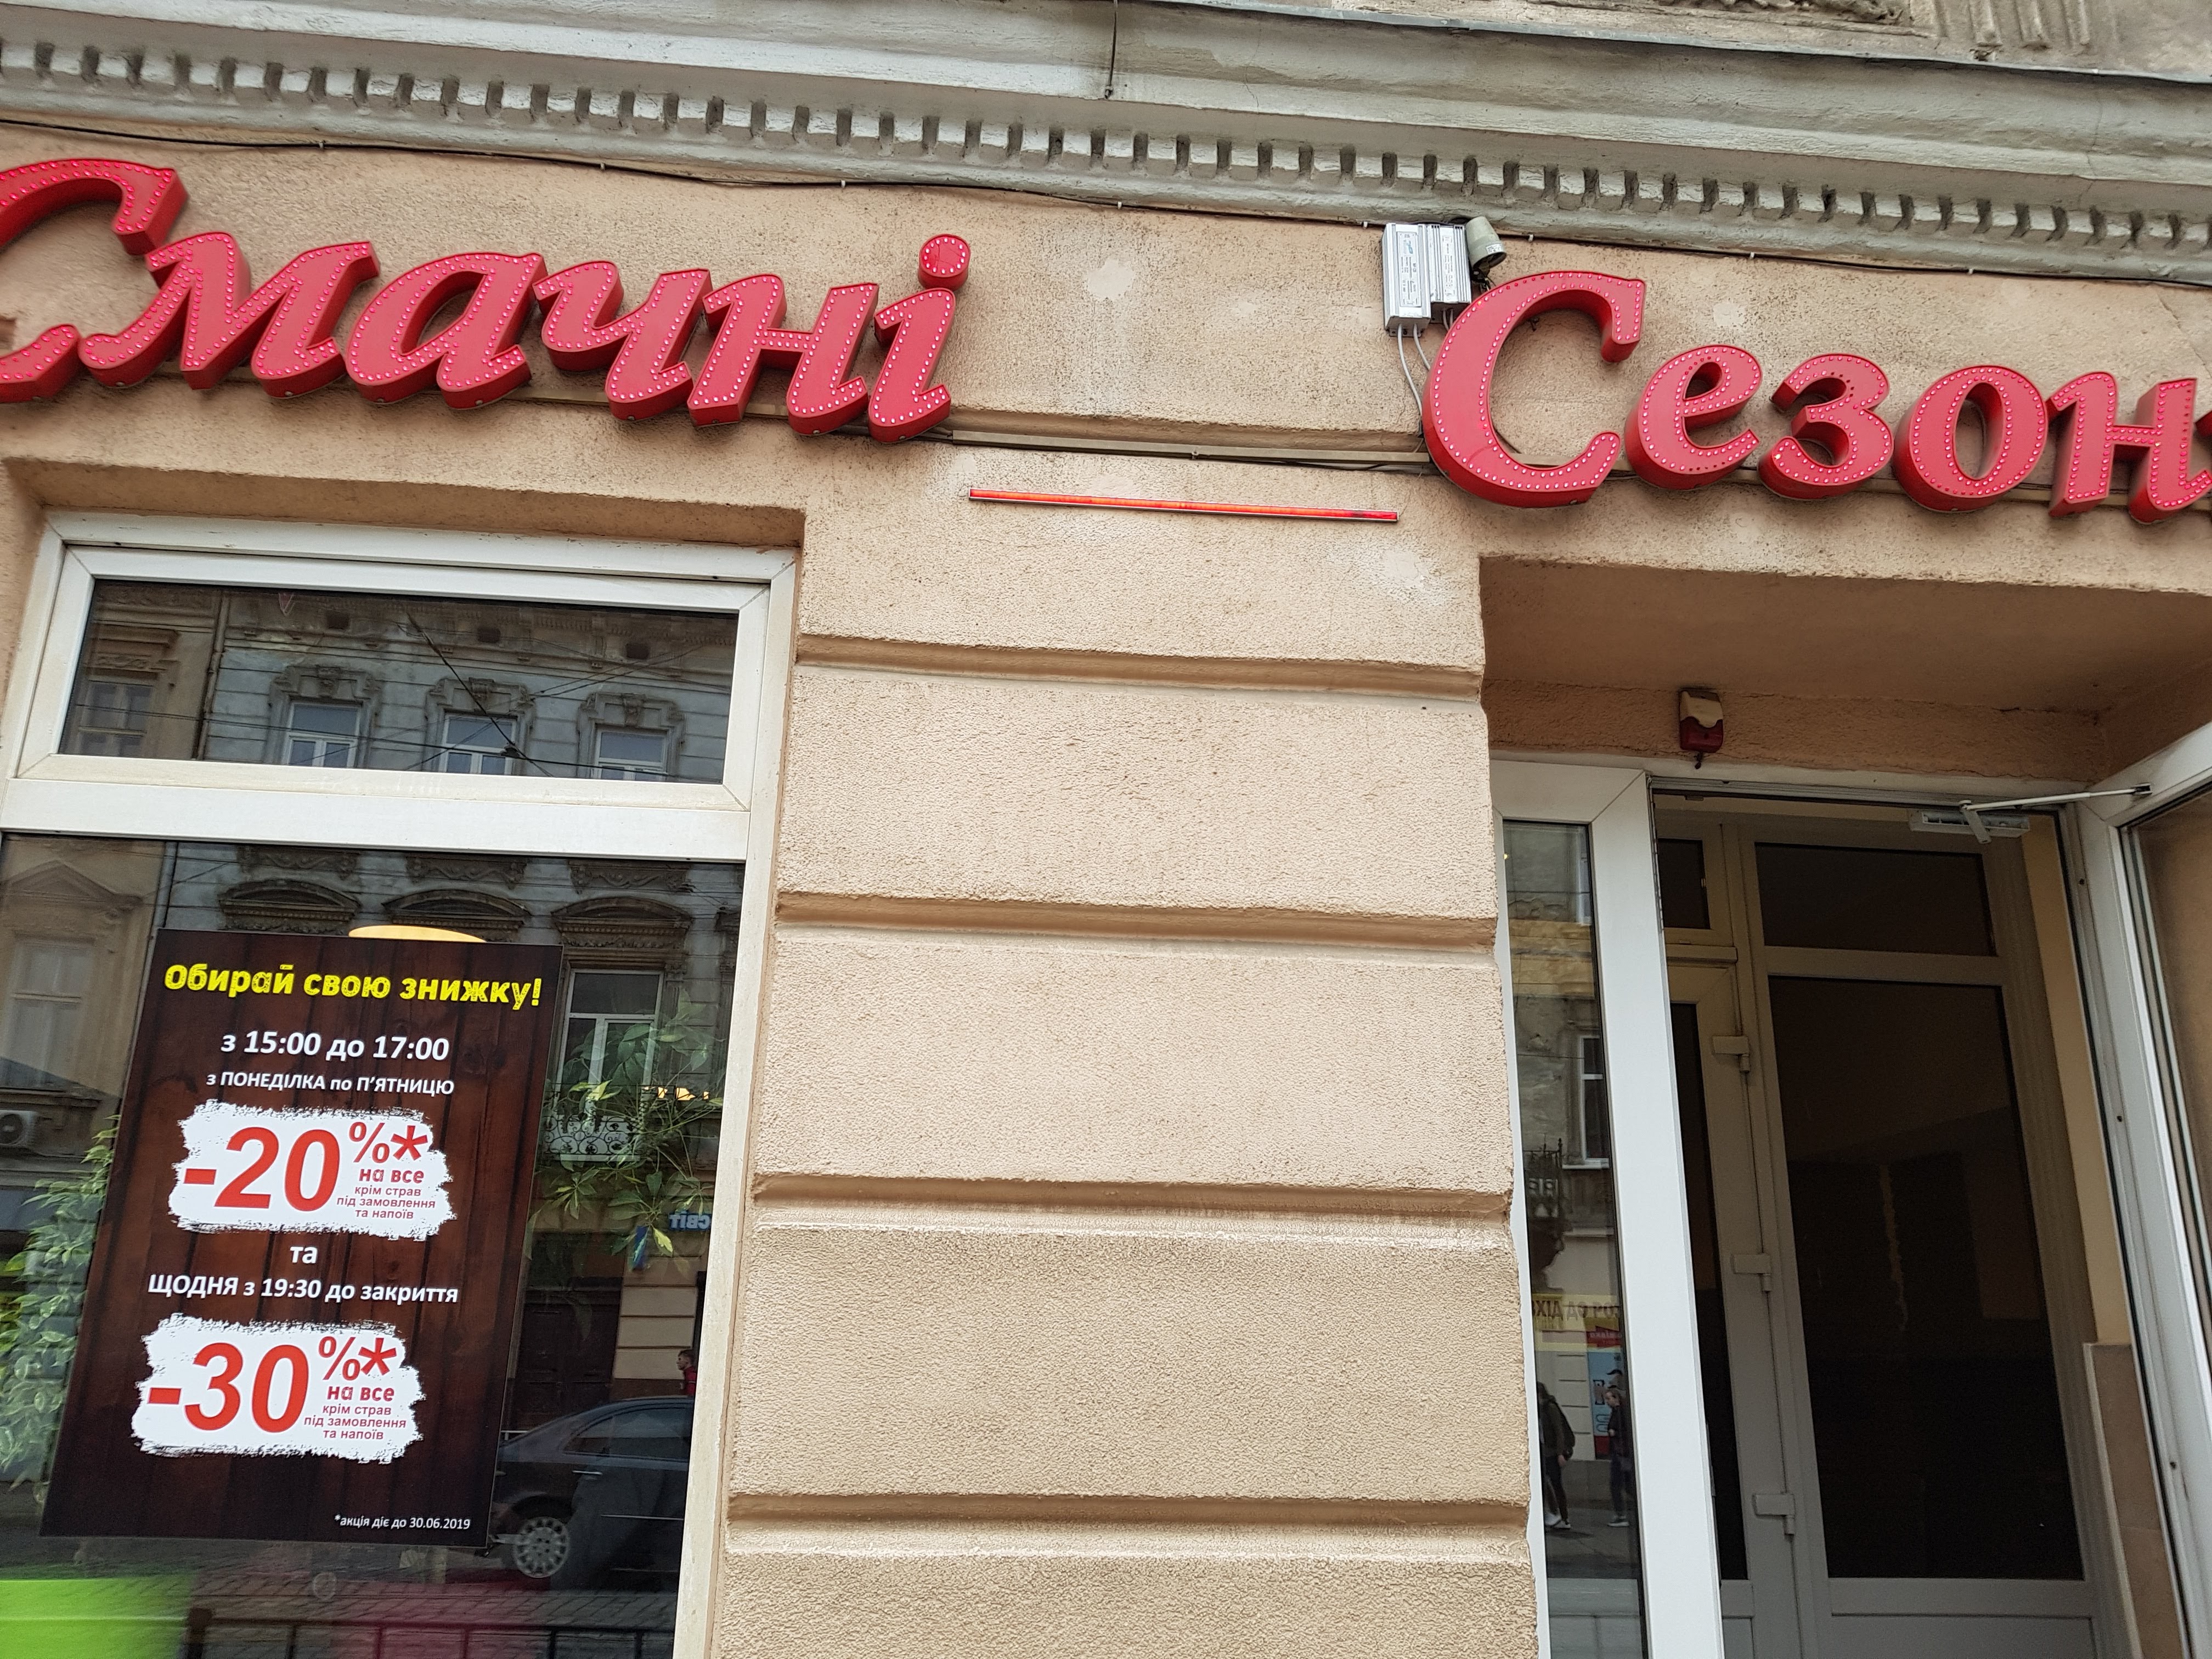 Смачні Сезон
Обирай свою знижку!
з 15:00 до 17:00
з ПОНЕДІЛКА по П'ЯТНИЦЮ
-20%*
на все
крім страв
під замовлення
та напоїв
та
ЩОДНЯ з 19:30 до закриття
-30%*
на все
крім страв
під замовлення
та напоїв
*акція діє до 30.06.2019